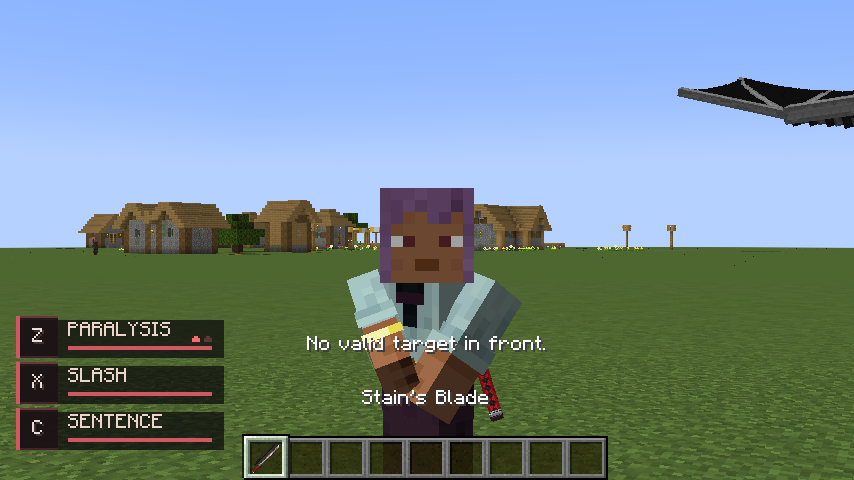 No valid target in front.
Stain's Blade
Z PARALYSIS
X SLASH
C SENTENCE